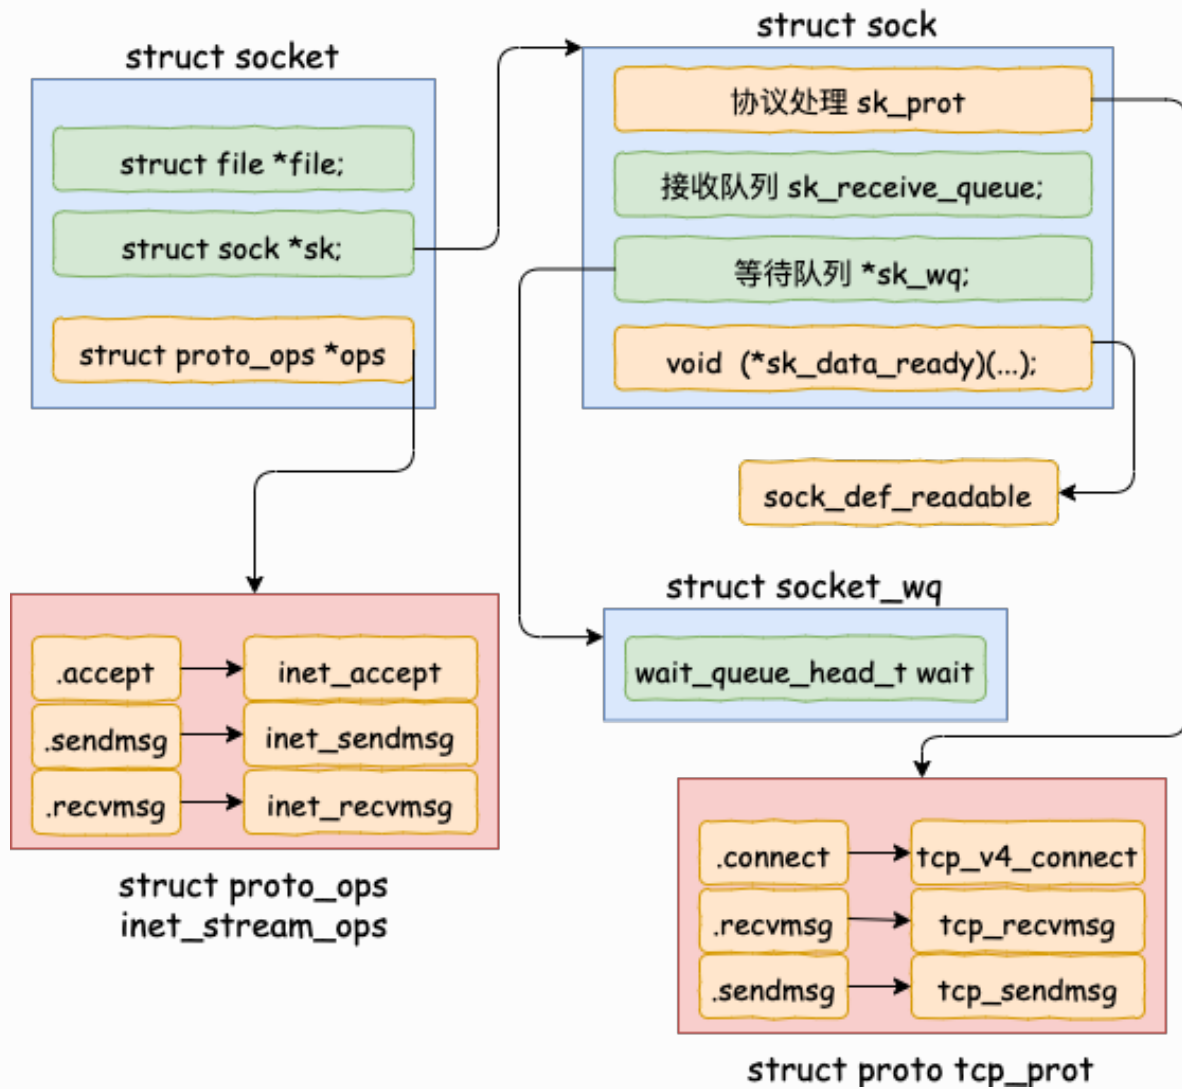 struct socket
struct file *file;
struct sock *sk;
struct proto_ops *ops
struct sock
协议处理 sk_prot
接收队列 sk_receive_queue;
等待队列 *sk_wq;
void (*sk_data_ready)(...);
sock_def_readable
struct socket_wq
wait_queue_head_t wait
.accept inet_accept
.sendmsg inet_sendmsg
.recvmsg inet_recvmsg
struct proto_ops
inet_stream_ops
.connect tcp_v4_connect
.recvmsg tcp_recvmsg
.sendmsg tcp_sendmsg
struct proto tcp_prot